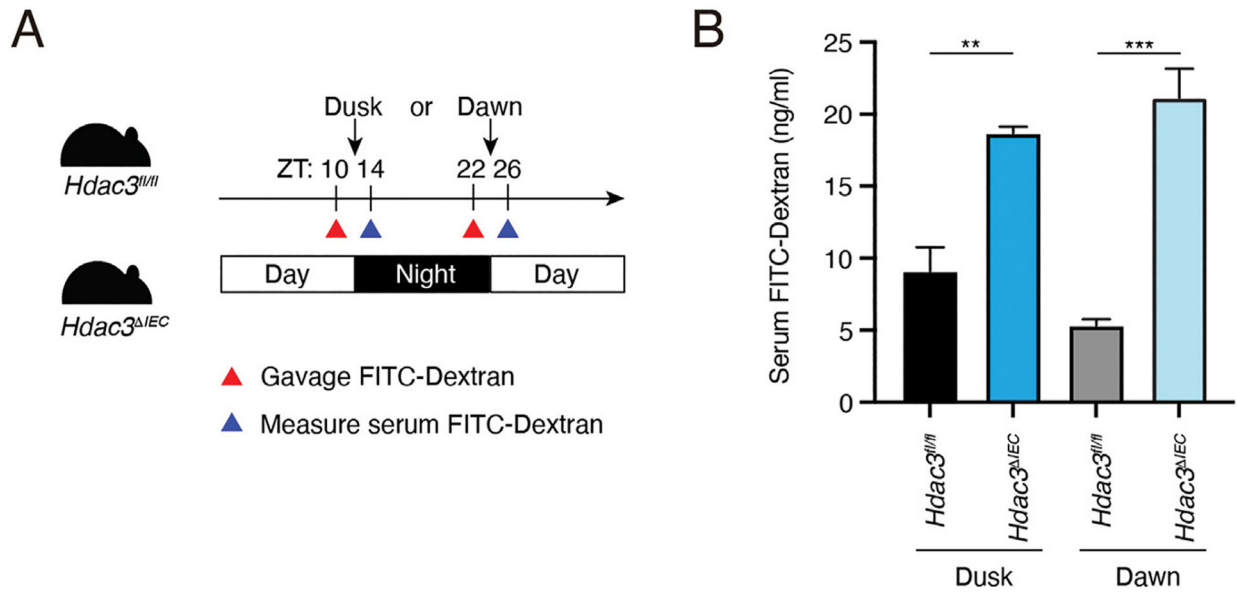 A
Hdac3fl/fl
Hdac3ΔIEC
Dusk or Dawn
ZT: 10 14 22 26
Day Night Day
Gavage FITC-Dextran
Measure serum FITC-Dextran
B
Serum FITC-Dextran (ng/ml)
25
20
15
10
5
0
** ***
Hdac3fl/fl
Hdac3ΔIEC
Hdac3fl/fl
Hdac3ΔIEC
Dusk Dawn